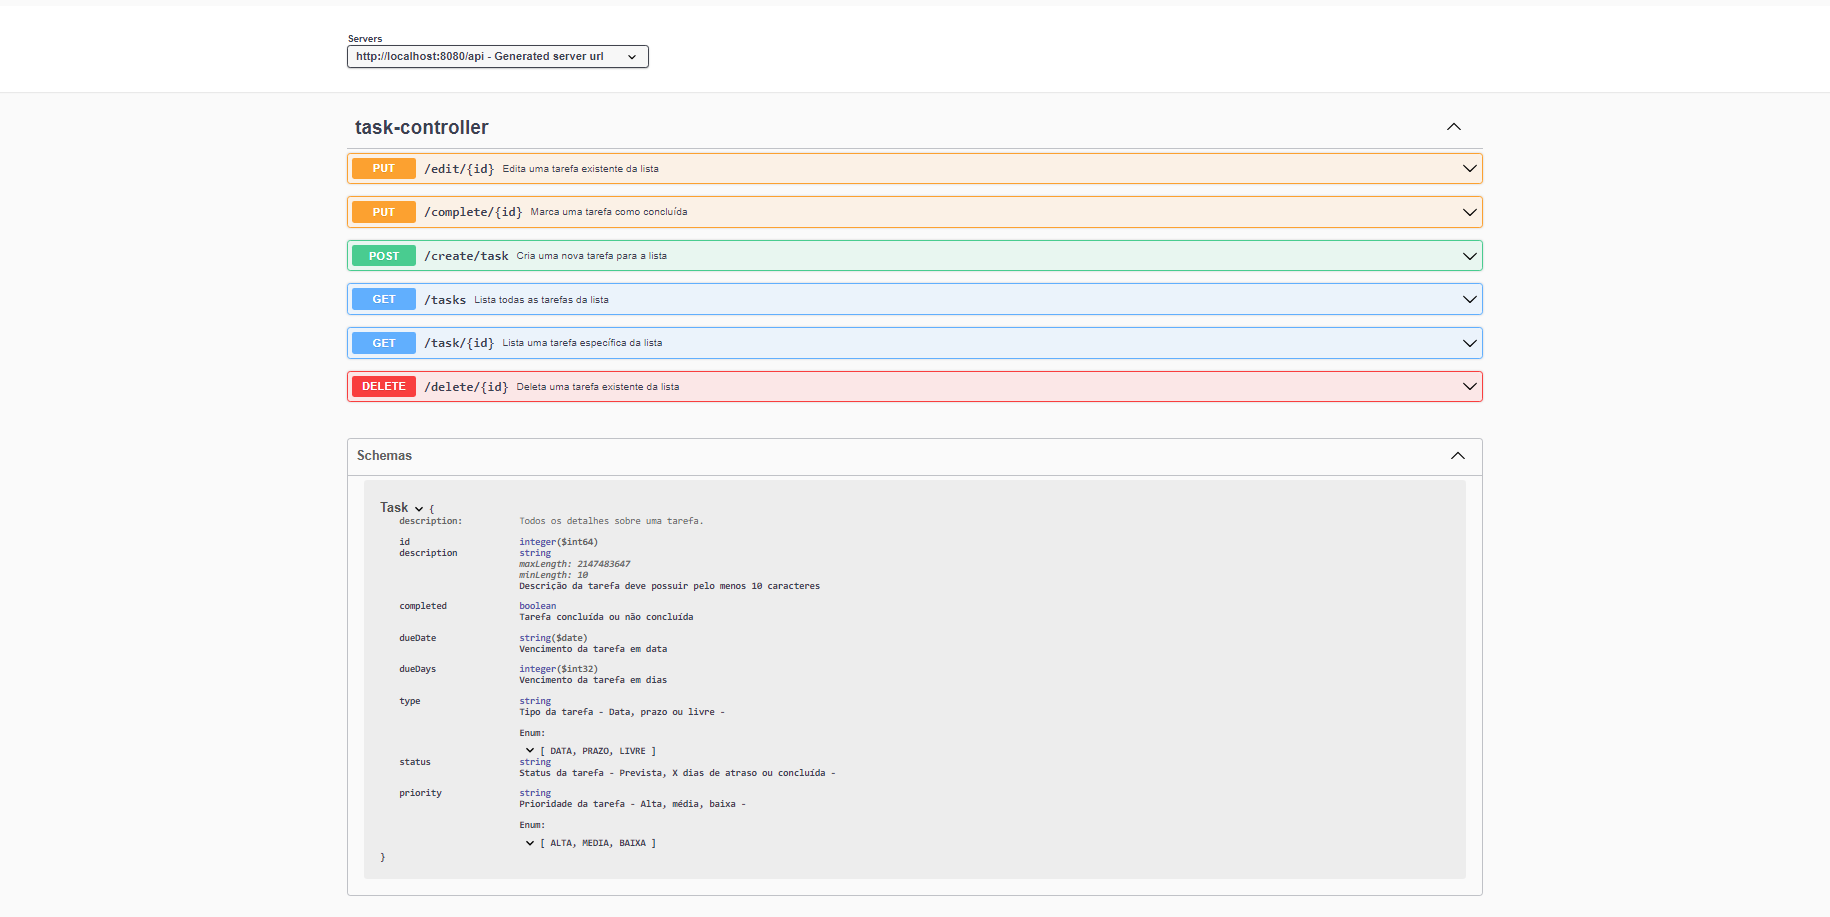 Servers
http://localhost:8080/api - Generated server url
task-controller
PUT /edit/{id} Edita uma tarefa existente da lista
PUT /complete/{id} Marca uma tarefa como concluída
POST /create/task Cria uma nova tarefa para a lista
GET /tasks Lista todas as tarefas da lista
GET /task/{id} Lista uma tarefa específica da lista
DELETE /delete/{id} Deleta uma tarefa existente da lista
Schemas
Task {
description: Todos os detalhes sobre uma tarefa.
id integer($int64)
description string
maxLength: 2147483647
minLength: 10
Descrição da tarefa deve possuir pelo menos 10 caracteres
completed boolean
Tarefa concluída ou não concluída
dueDate string($date)
Vencimento da tarefa em data
dueDays integer($int32)
Vencimento da tarefa em dias
type string
Tipo da tarefa - Data, prazo ou livre -
Enum:
[ DATA, PRAZO, LIVRE ]
status string
Status da tarefa - Prevista, X dias de atraso ou concluída -
priority string
Prioridade da tarefa - Alta, média, baixa -
Enum:
[ ALTA, MEDIA, BAIXA ]
}